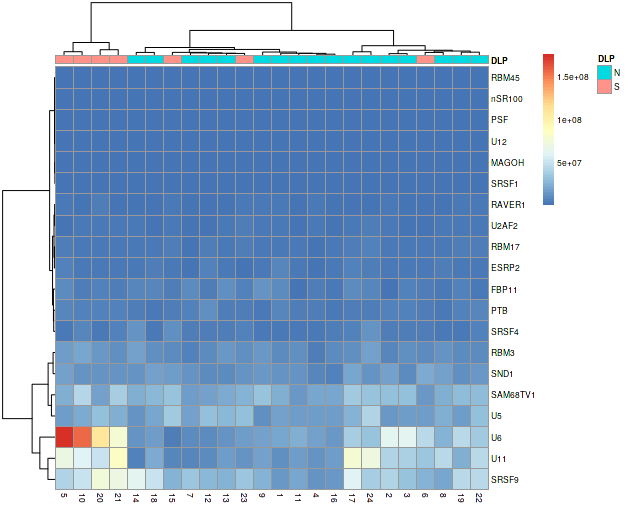 DLP
RBM45
nSR100
PSF
U12
MAGOH
SRSF1
RAVER1
U2AF2
RBM17
ESRP2
FBP11
PTB
SRSF4
RBM3
SND1
SAM68TV1
U5
U6
U11
SRSF9
5 10 20 21 14 18 15 7 12 13 23 9 1 11 4 16 17 24 2 3 6 8 19 22
1.5e+08
1e+08
5e+07
DLP
N
S